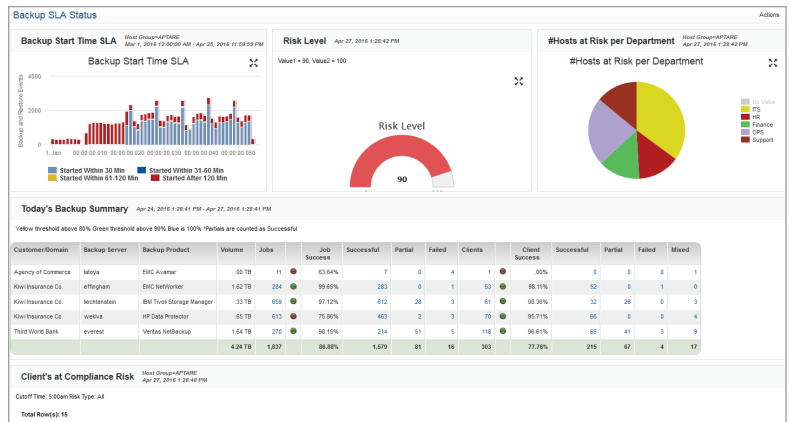 Backup SLA Status
Actions
Backup Start Time SLA
Host Group=APTARE
Mar 1, 2016 12:00:00 AM - Apr 25, 2016 11:59:59 PM
Backup Start Time SLA
Backup and Restore Events
4000
2000
0
1. Jan 00:00:00.010 00:00:00.020 00:00:00.030 00:00:00.040 00:00:00.050
Started Within 30 Min Started Within 31-60 Min
Started Within 61-120 Min Started After 120 Min
Risk Level Apr 27, 2016 1:28:42 PM
Value1 = 90, Value2 = 100
Risk Level
90
#Hosts at Risk per Department
Host Group=APTARE
Apr 27, 2016 1:28:42 PM
#Hosts at Risk per Department
No Value
ITS
HR
Finance
OPS
Support
Today's Backup Summary Apr 24, 2016 1:28:41 PM - Apr 27, 2016 1:28:41 PM
Yellow threshold above 80% Green threshold above 90% Blue is 100% *Partials are counted as Successful
Customer/Domain Backup Server Backup Product Volume Jobs Job Success Successful Partial Failed Clients Client Success Successful Partial Failed Mixed
Agency of Commerce latoya EMC Avamar .00 TB 11 63.64% 7 0 4 1 .00% 0 0 0 1
Kiwi Insurance Co. effingham EMC NetWorker 1.62 TB 284 99.65% 283 0 1 53 98.11% 52 0 1 0
Kiwi Insurance Co. liechtenstein IBM Tivoli Storage Manager .33 TB 659 97.12% 612 28 3 61 98.36% 32 26 0 3
Kiwi Insurance Co. wekiva HP Data Protector .65 TB 613 75.86% 463 2 3 70 95.71% 66 0 0 4
Third World Bank everest Veritas NetBackup 1.64 TB 270 98.15% 214 51 5 118 96.61% 65 41 3 9
4.24 TB 1,837 86.88% 1,579 81 16 303 77.76% 215 67 4 17
Client's at Compliance Risk
Host Group=APTARE
Apr 27, 2016 1:28:48 PM
Cutoff Time: 5:00am Risk Type: All
Total Row(s): 15